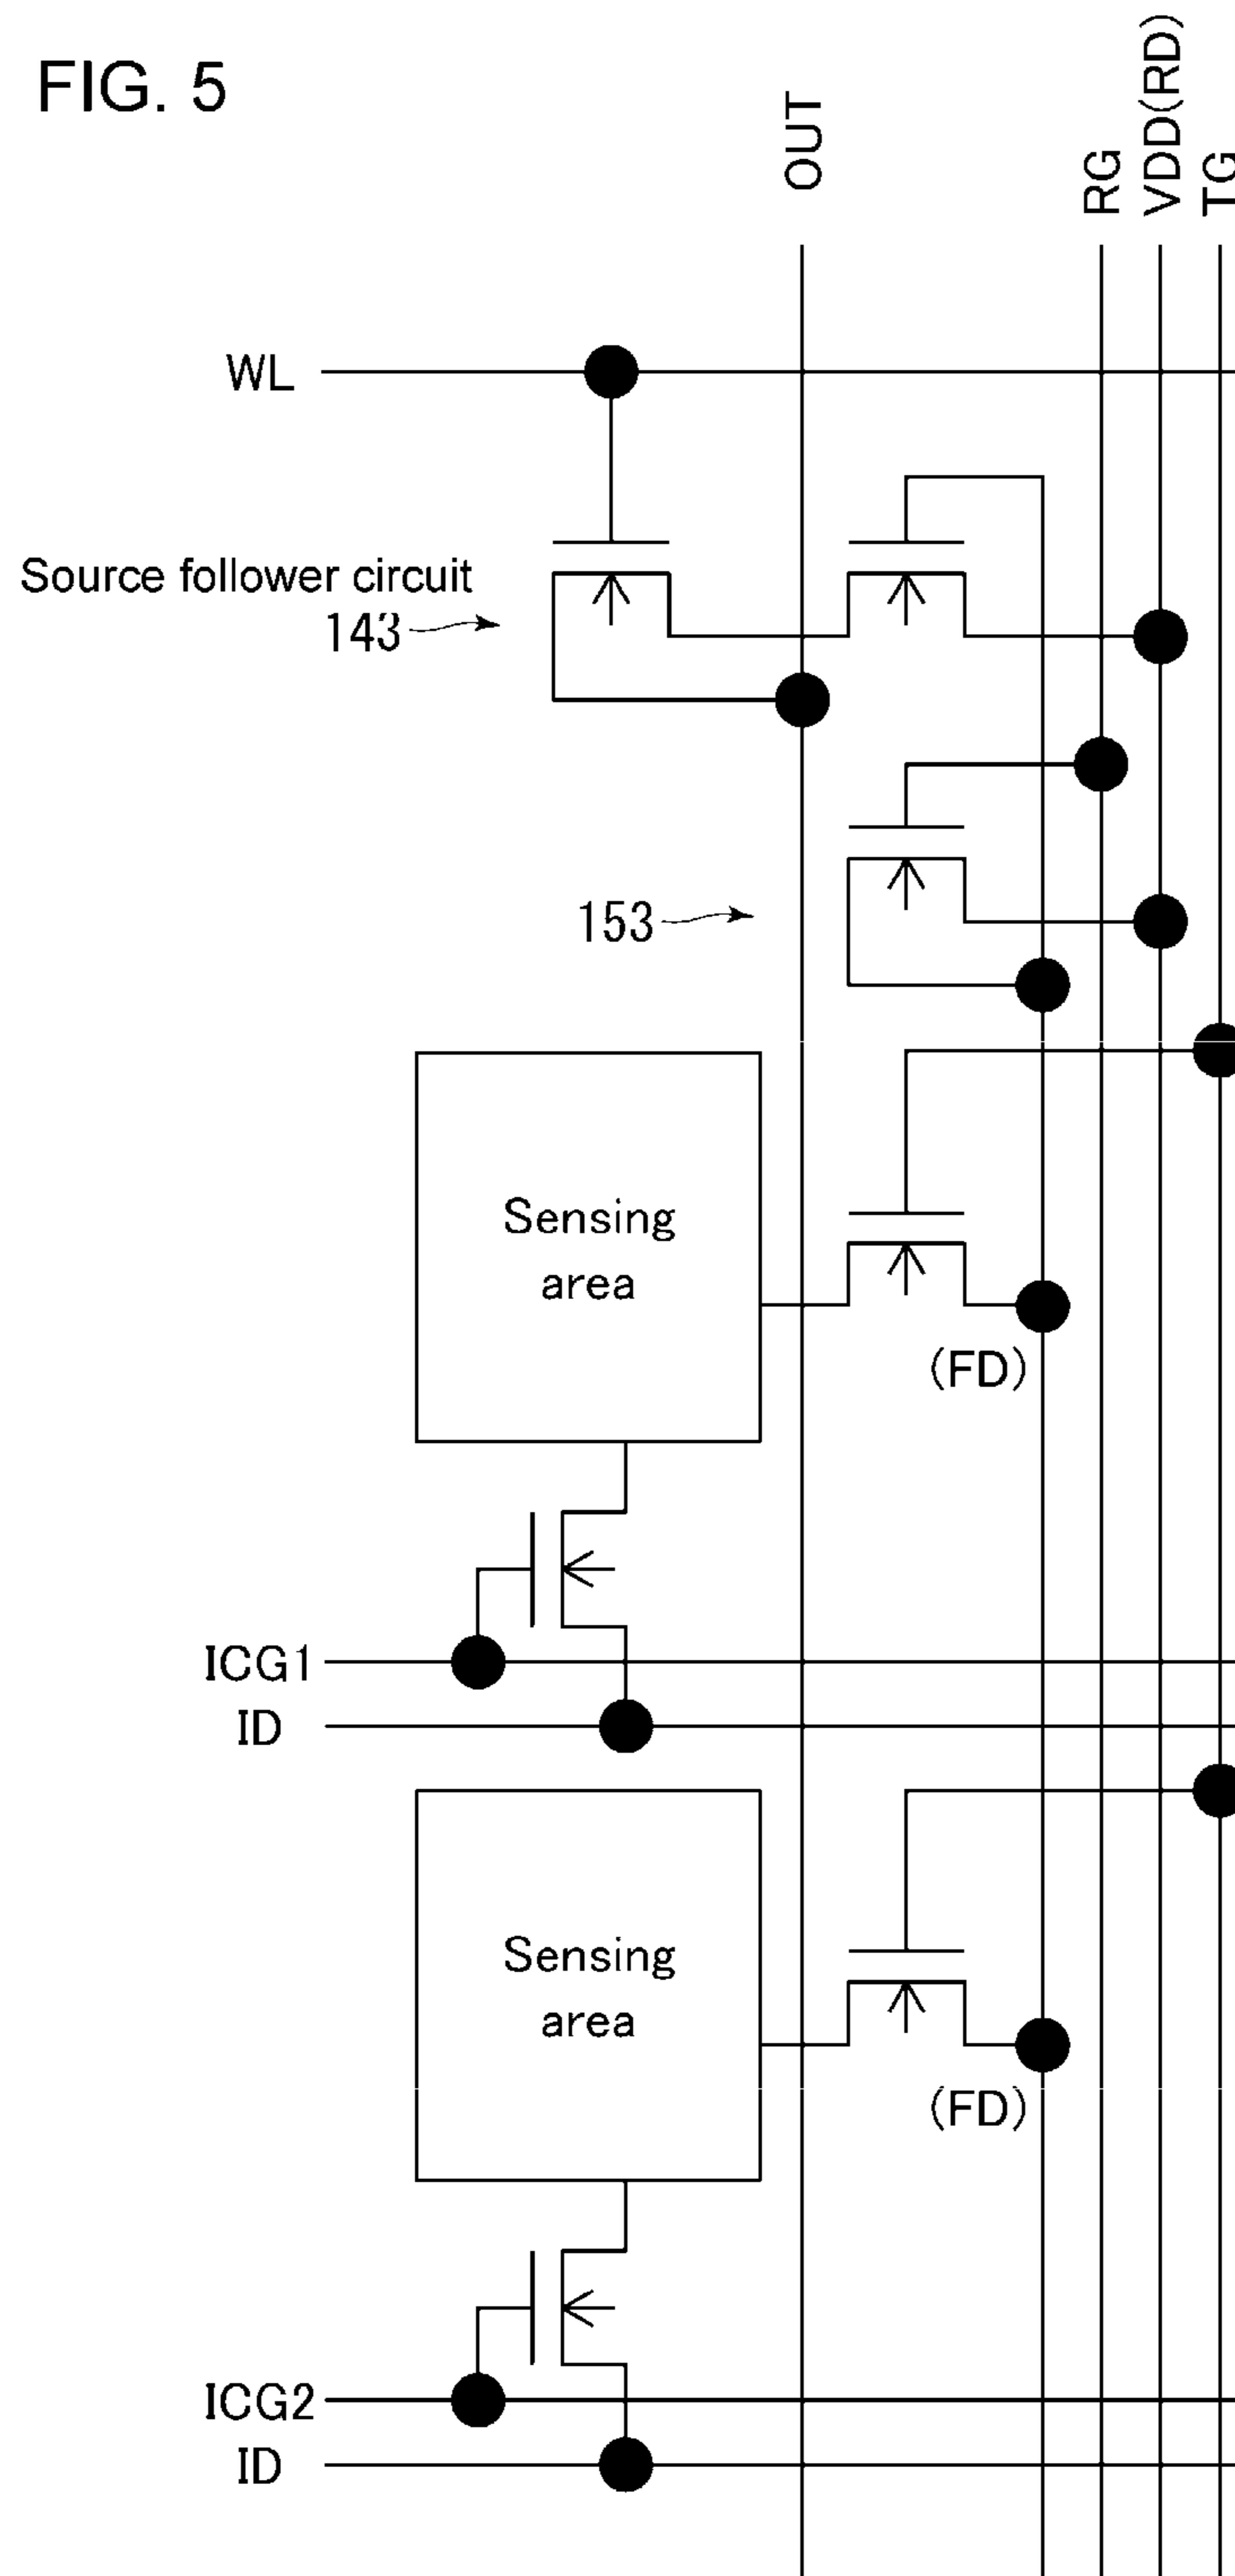 FIG. 5
OUT
RG
VDD(RD)
TG
WL
Source follower circuit
143
153
Sensing
area
(FD)
ICG1
ID
Sensing
area
(FD)
ICG2
ID